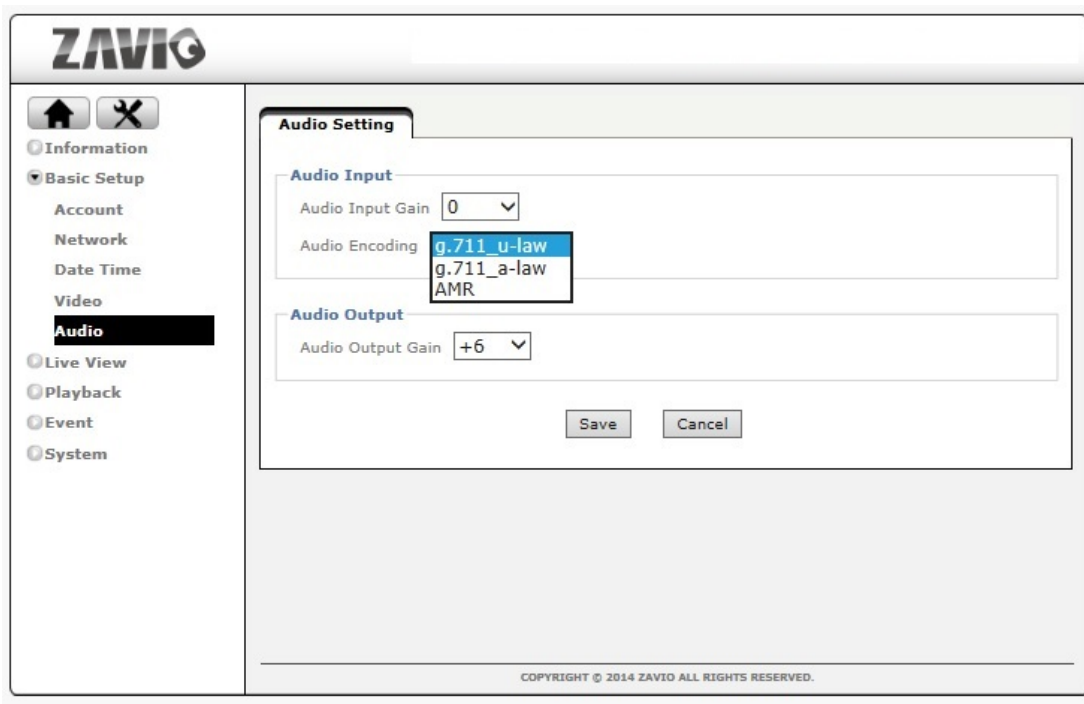 ZAVIO
Information
Basic Setup
Account
Network
Date Time
Video
Audio
Live View
Playback
Event
System
Audio Setting
Audio Input
Audio Input Gain 0
Audio Encoding g.711_u-law
g.711_a-law
AMR
Audio Output
Audio Output Gain +6
Save Cancel
COPYRIGHT © 2014 ZAVIO ALL RIGHTS RESERVED.